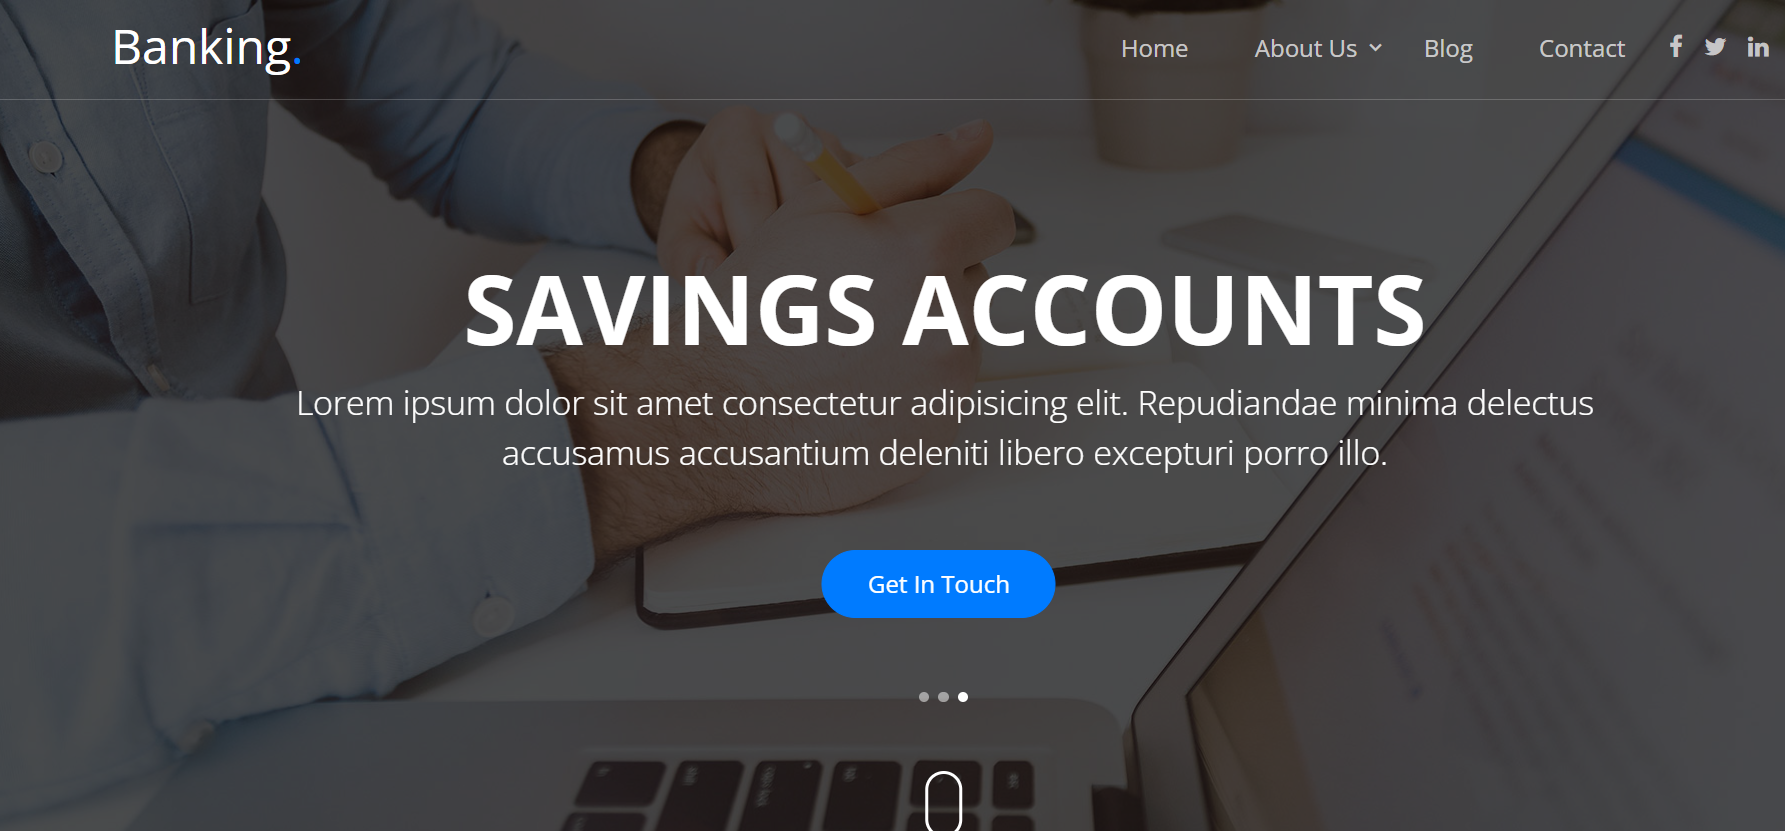 Banking.
Home About Us Blog Contact
SAVINGS ACCOUNTS
Lorem ipsum dolor sit amet consectetur adipisicing elit. Repudiandae minima delectus
accusamus accusantium deleniti libero excepturi porro illo.
Get In Touch